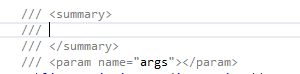 /// <summary>
///
/// </summary>
/// <param name="args"></param>